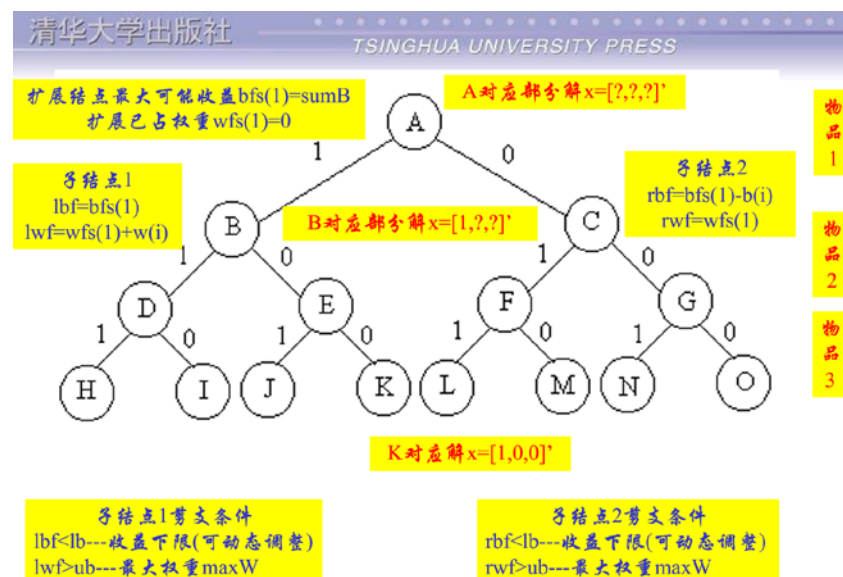 清华大学出版社
TSINGHUA UNIVERSITY PRESS
扩展结点最大可能收益bfs(1)=sumB
扩展已占权重wfs(1)=0
A对应部分解x=[?,?,?]’
物品1
A
1
0
子结点1
lbf=bfs(1)
lwf=wfs(1)+w(i)
子结点2
rbf=bfs(1)-b(i)
rwf=wfs(1)
B
B对应部分解x=[1,?,?]’
C
物品2
1
0
1
0
D
E
F
G
物品3
1
0
1
0
1
0
1
0
H
I
J
K
L
M
N
O
K对应解x=[1,0,0]’
子结点1剪支条件
lbf<lb---收益下限(可动态调整)
lwf>ub---最大权重maxW
子结点2剪支条件
rbf<lb---收益下限(可动态调整)
rwf>ub---最大权重maxW